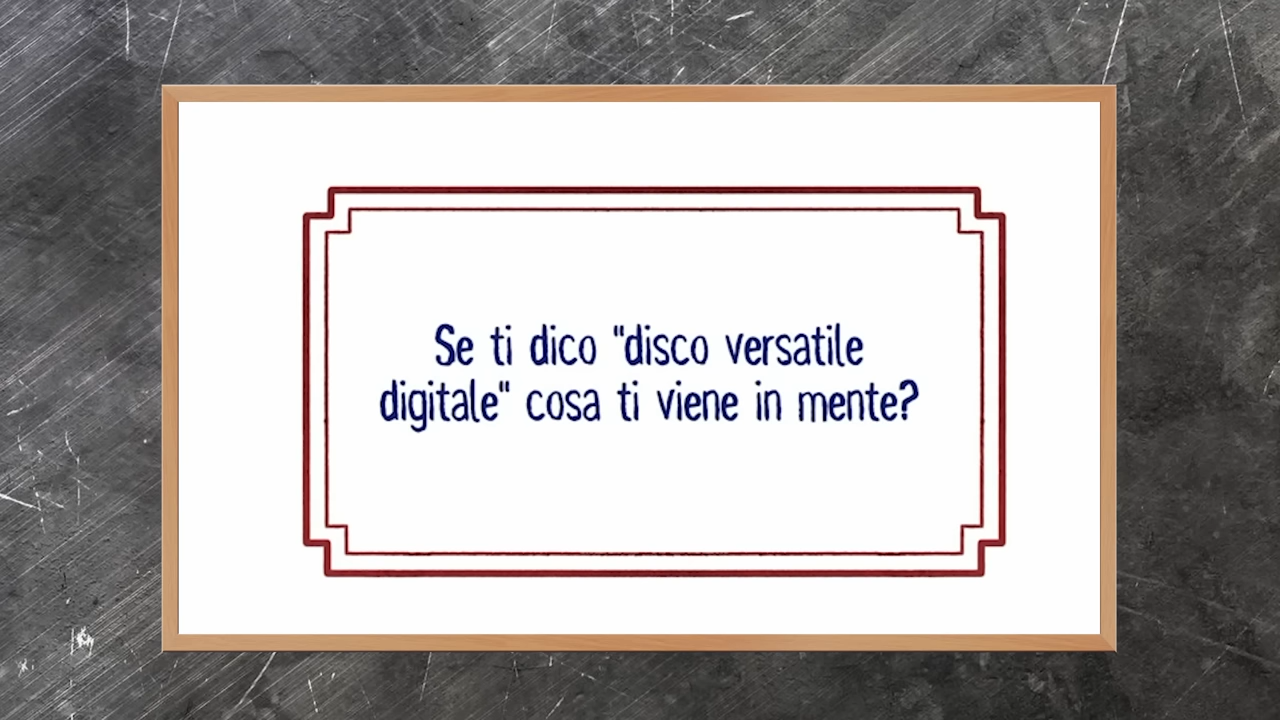 Se ti dico "disco versatile
digitale" cosa ti viene in mente?